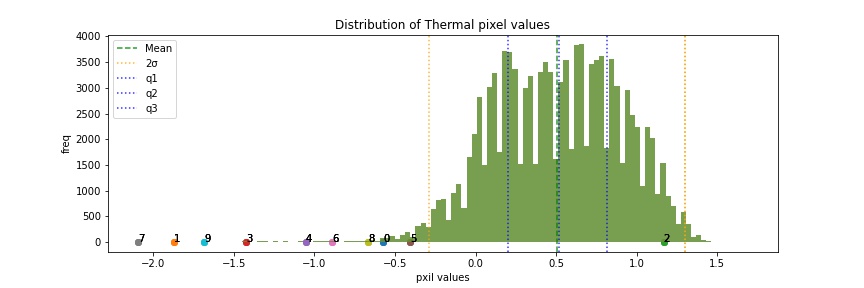 Distribution of Thermal pixel values
4000
3500
3000
2500
2000
1500
1000
500
0
freq
Mean
2σ
q1
q2
q3
7 1 9 3 4 6 8 0 5 2
−2.0 −1.5 −1.0 −0.5 0.0 0.5 1.0 1.5
pxil values